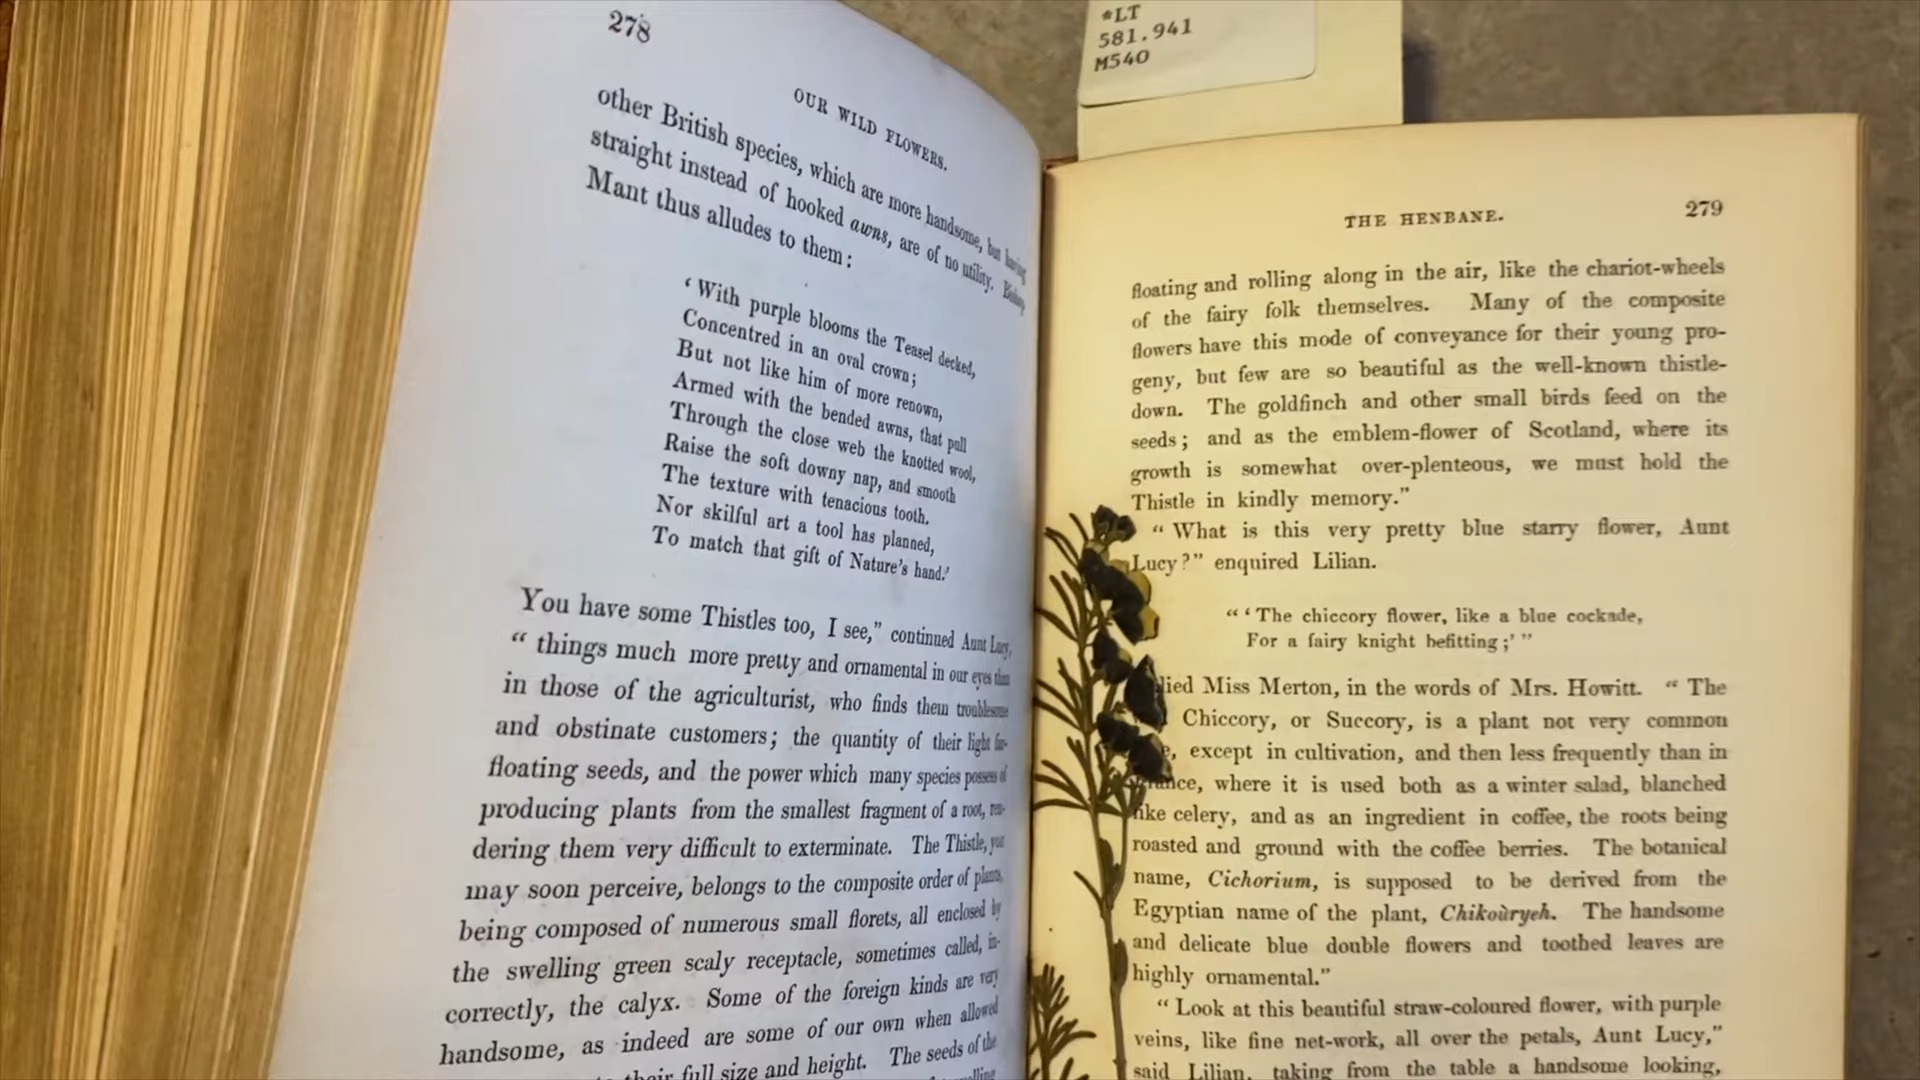 278
OUR WILD FLOWERS.
other British species, which are more handsome, but having
straight instead of hooked awns, are of no utility. Bishop
Mant thus alludes to them:
‘With purple blooms the Teasel decked,
Concentred in an oval crown;
But not like him of more renown,
Armed with the bended awns, that pull
Through the close web the knotted wool,
Raise the soft downy nap, and smooth
The texture with tenacious tooth.
Nor skilful art a tool has planned,
To match that gift of Nature's hand.’
You have some Thistles too, I see,” continued Aunt Lucy,
“things much more pretty and ornamental in our eyes than
in those of the agriculturist, who finds them troublesome
and obstinate customers; the quantity of their light far-
floating seeds, and the power which many species possess of
producing plants from the smallest fragment of a root, ren-
dering them very difficult to exterminate. The Thistle, you
may soon perceive, belongs to the composite order of plants,
being composed of numerous small florets, all enclosed by
the swelling green scaly receptacle, sometimes called, in-
correctly, the calyx. Some of the foreign kinds are very
handsome, as indeed are some of our own when allowed
their full size and height. The seeds of the
*LT
581.941
M540
THE HENBANE.
279
floating and rolling along in the air, like the chariot-wheels
of the fairy folk themselves. Many of the composite
flowers have this mode of conveyance for their young pro-
geny, but few are so beautiful as the well-known thistle-
down. The goldfinch and other small birds feed on the
seeds; and as the emblem-flower of Scotland, where its
growth is somewhat over-plenteous, we must hold the
Thistle in kindly memory.”
“What is this very pretty blue starry flower, Aunt
Lucy?” enquired Lilian.
“‘The chiccory flower, like a blue cockade,
For a fairy knight befitting;’”
lied Miss Merton, in the words of Mrs. Howitt. “The
Chiccory, or Succory, is a plant not very common
e, except in cultivation, and then less frequently than in
ance, where it is used both as a winter salad, blanched
like celery, and as an ingredient in coffee, the roots being
roasted and ground with the coffee berries. The botanical
name, Cichorium, is supposed to be derived from the
Egyptian name of the plant, Chikoùryeh. The handsome
and delicate blue double flowers and toothed leaves are
highly ornamental.”
“Look at this beautiful straw-coloured flower, with purple
veins, like fine net-work, all over the petals, Aunt Lucy,”
said Lilian, taking from the table a handsome looking,